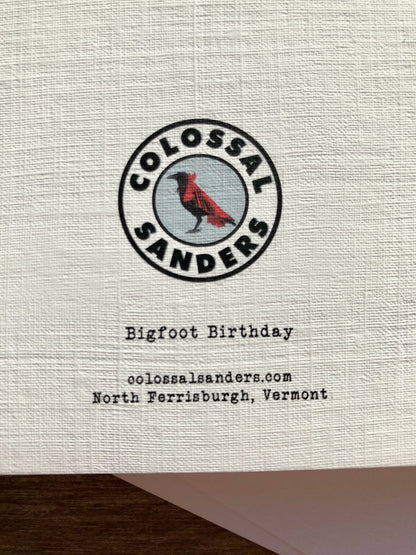 COLOSSAL
SANDERS
Bigfoot Birthday
colossalsanders.com
North Ferrisburgh, Vermont